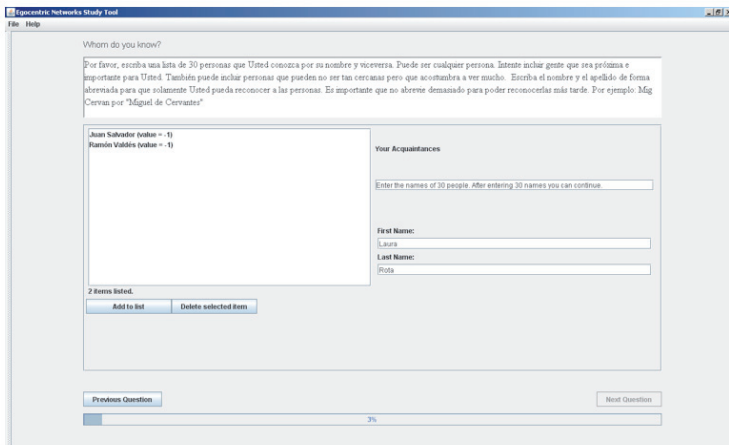 Egocentric Networks Study Tool
File Help
Whom do you know?
Por favor, escriba una lista de 30 personas que Usted conozca por su nombre y viceversa. Puede ser cualquier persona. Intente incluir gente que sea próxima e
importante para Usted. También puede incluir personas que pueden no ser tan cercanas pero que acostumbra a ver mucho. Escriba el nombre y el apellido de forma
abreviada para que solamente Usted pueda reconocer a las personas. Es importante que no abrevie demasiado para poder reconocerlas más tarde. Por ejemplo: Mig
Cervan por "Miguel de Cervantes"
Juan Salvador (value = -1)
Ramón Valdés (value = -1)
Your Acquaintances
Enter the names of 30 people. After entering 30 names you can continue.
First Name:
Laura
Last Name:
Rota
2 items listed.
Add to list Delete selected item
Previous Question Next Question
3%